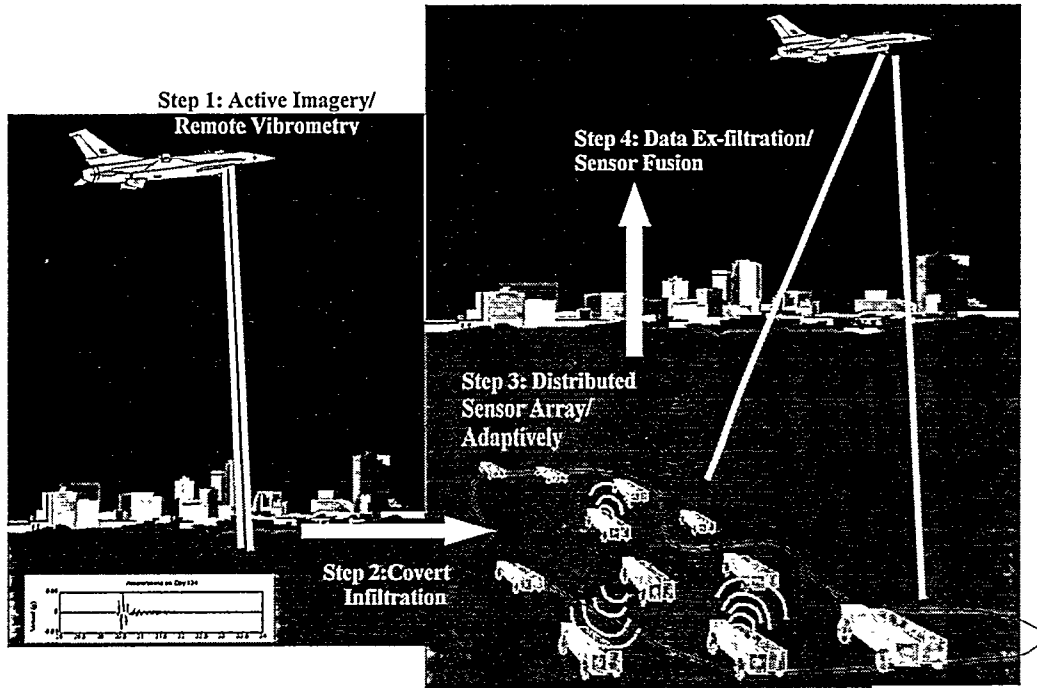 Step 1: Active Imagery/
Remote Vibrometry
Step 2:Covert
Infiltration
Step 3: Distributed
Sensor Array/
Adaptively
Step 4: Data Ex-filtration/
Sensor Fusion